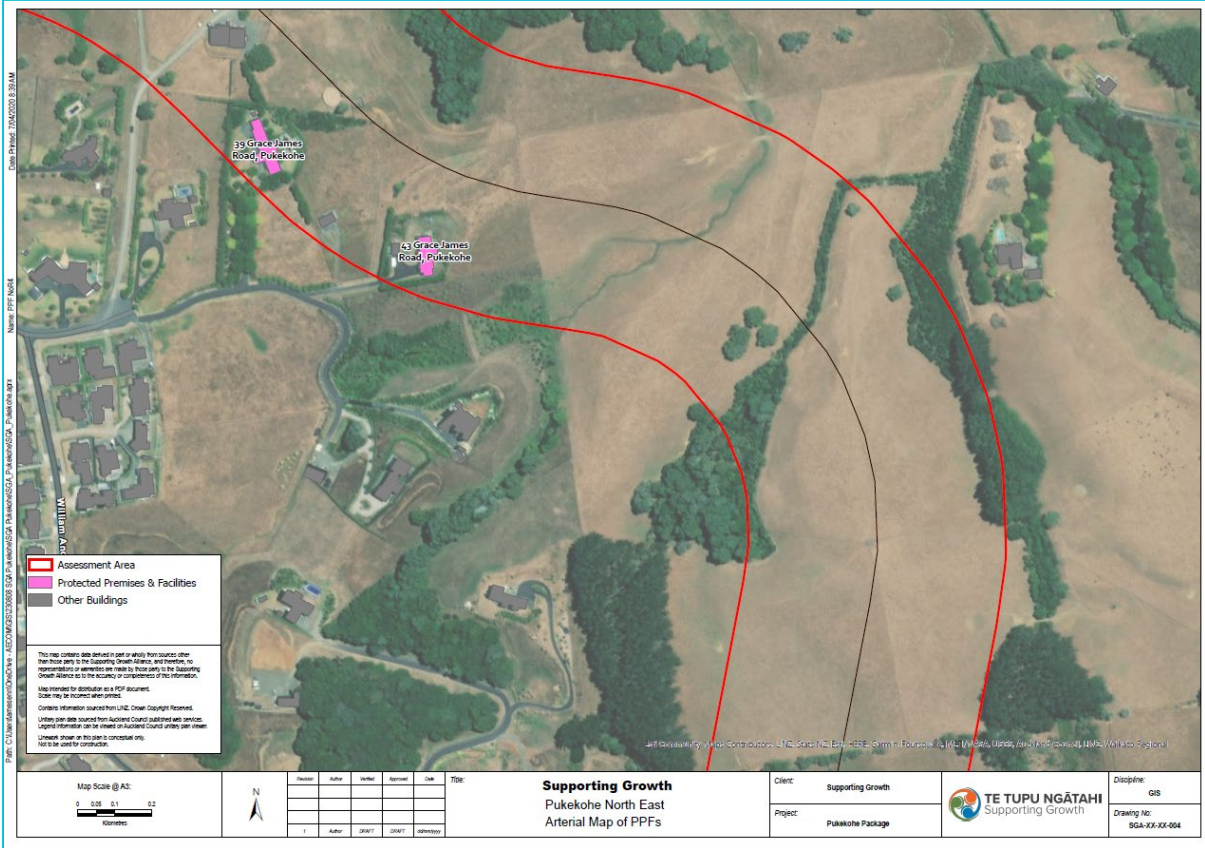 Date Printed: 7/04/2020 8:39 AM
Name: PPF NoR4
39 Grace James
Road, Pukekohe
43 Grace James
Road, Pukekohe
Assessment Area
Protected Premises & Facilities
Other Buildings
This map contains data derived in part or wholly from sources other
than those party to the Supporting Growth Alliance, and therefore, no
representations or warranties are made by those party to the Supporting
Growth Alliance as to the accuracy or completeness of this information.
Map intended for distribution as a PDF document.
Scale may be incorrect when printed.
Contains information sourced from LINZ. Crown Copyright Reserved.
Unitary plan data sourced from Auckland Council published web services.
Legend information can be viewed on Auckland Council unitary plan viewer.
Linework shown on this plan is conceptual only.
Not to be used for construction.
Map Scale @ A3:
0 0.05 0.1 0.2
Kilometres
N
Revision Author Verified Approved Date
1 Author DRAFT DRAFT dd/mm/yyyy
Title:
Supporting Growth
Pukekohe North East
Arterial Map of PPFs
Client:
Supporting Growth
Project:
Pukekohe Package
TE TUPU NGĀTAHI
Supporting Growth
Discipline:
GIS
Drawing No:
SGA-XX-XX-004